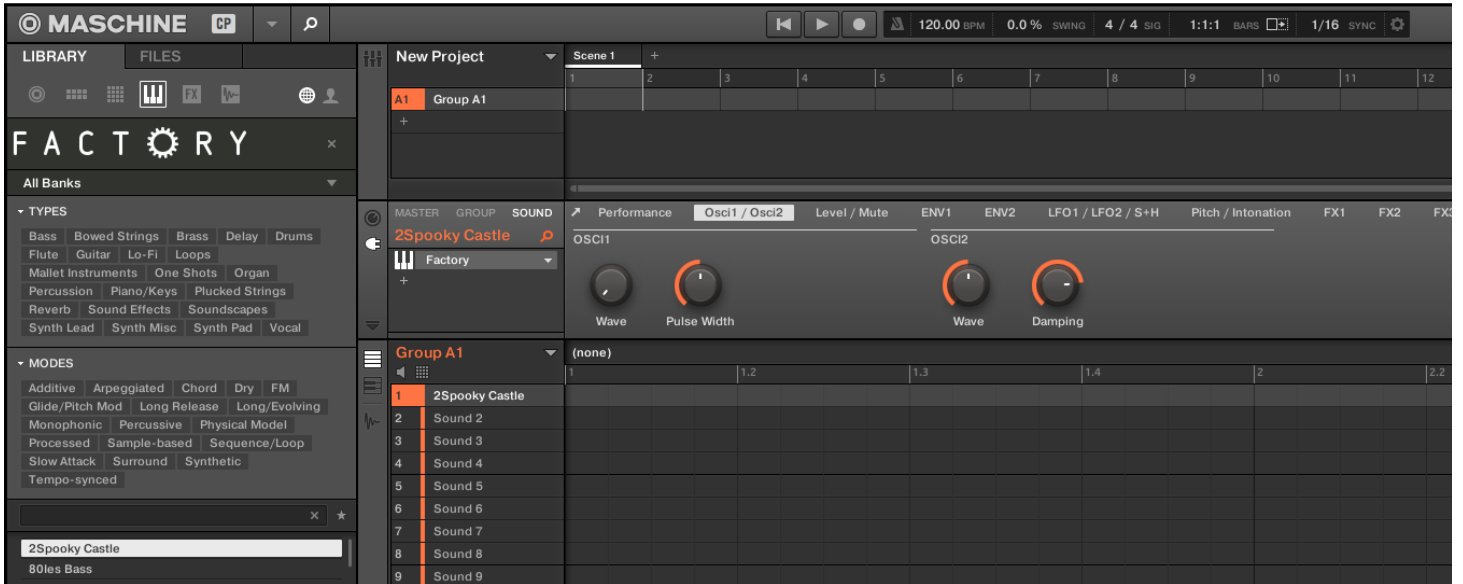 MASCHINE CP
120.00 BPM 0.0 % SWING 4 / 4 SIG 1:1:1 BARS 1/16 SYNC
LIBRARY FILES
FX
FACTORY
All Banks
TYPES
Bass Bowed Strings Brass Delay Drums
Flute Guitar Lo-Fi Loops
Mallet Instruments One Shots Organ
Percussion Piano/Keys Plucked Strings
Reverb Sound Effects Soundscapes
Synth Lead Synth Misc Synth Pad Vocal
MODES
Additive Arpeggiated Chord Dry FM
Glide/Pitch Mod Long Release Long/Evolving
Monophonic Percussive Physical Model
Processed Sample-based Sequence/Loop
Slow Attack Surround Synthetic
Tempo-synced
2Spooky Castle
80les Bass
New Project
Scene 1 +
1 2 3 4 5 6 7 8 9 10 11 12
A1 Group A1
+
MASTER GROUP SOUND
2Spooky Castle
Factory
+
Performance Osci1 / Osci2 Level / Mute ENV1 ENV2 LFO1 / LFO2 / S+H Pitch / Intonation FX1 FX2 FX3
OSCI1 OSCI2
Wave Pulse Width Wave Damping
Group A1 (none)
1 1.2 1.3 1.4 2 2.2
1 2Spooky Castle
2 Sound 2
3 Sound 3
4 Sound 4
5 Sound 5
6 Sound 6
7 Sound 7
8 Sound 8
9 Sound 9